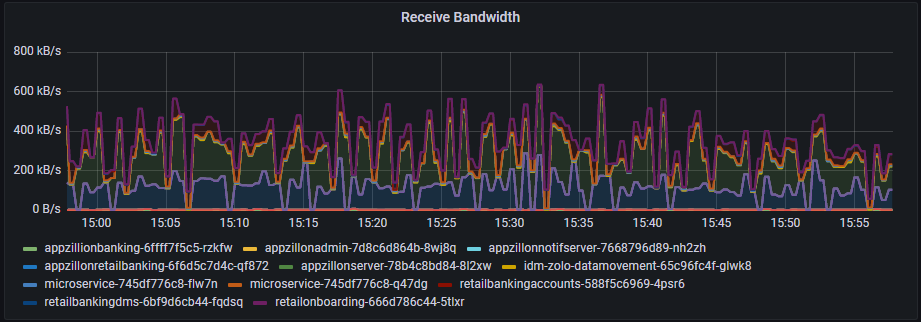 Receive Bandwidth
800 kB/s
600 kB/s
400 kB/s
200 kB/s
0 B/s
15:00 15:05 15:10 15:15 15:20 15:25 15:30 15:35 15:40 15:45 15:50 15:55
appzillionbanking-6ffff7f5c5-rzkfw appzillionadmin-7d8c6d864b-8wj8q appzillonnotifserver-7668796d89-nh2zh
appzillonretailbanking-6f6d5c7d4c-qf872 appzillonserver-78b4c8bd84-8l2xw idm-zolo-datamovement-65c96fc4f-glwk8
microservice-745df776c8-flw7n microservice-745df776c8-q47dg retailbankingaccounts-588f5c6969-4psr6
retailbankingdms-6bf9d6cb44-fqdsq retailonboarding-666d786c44-5tlxr